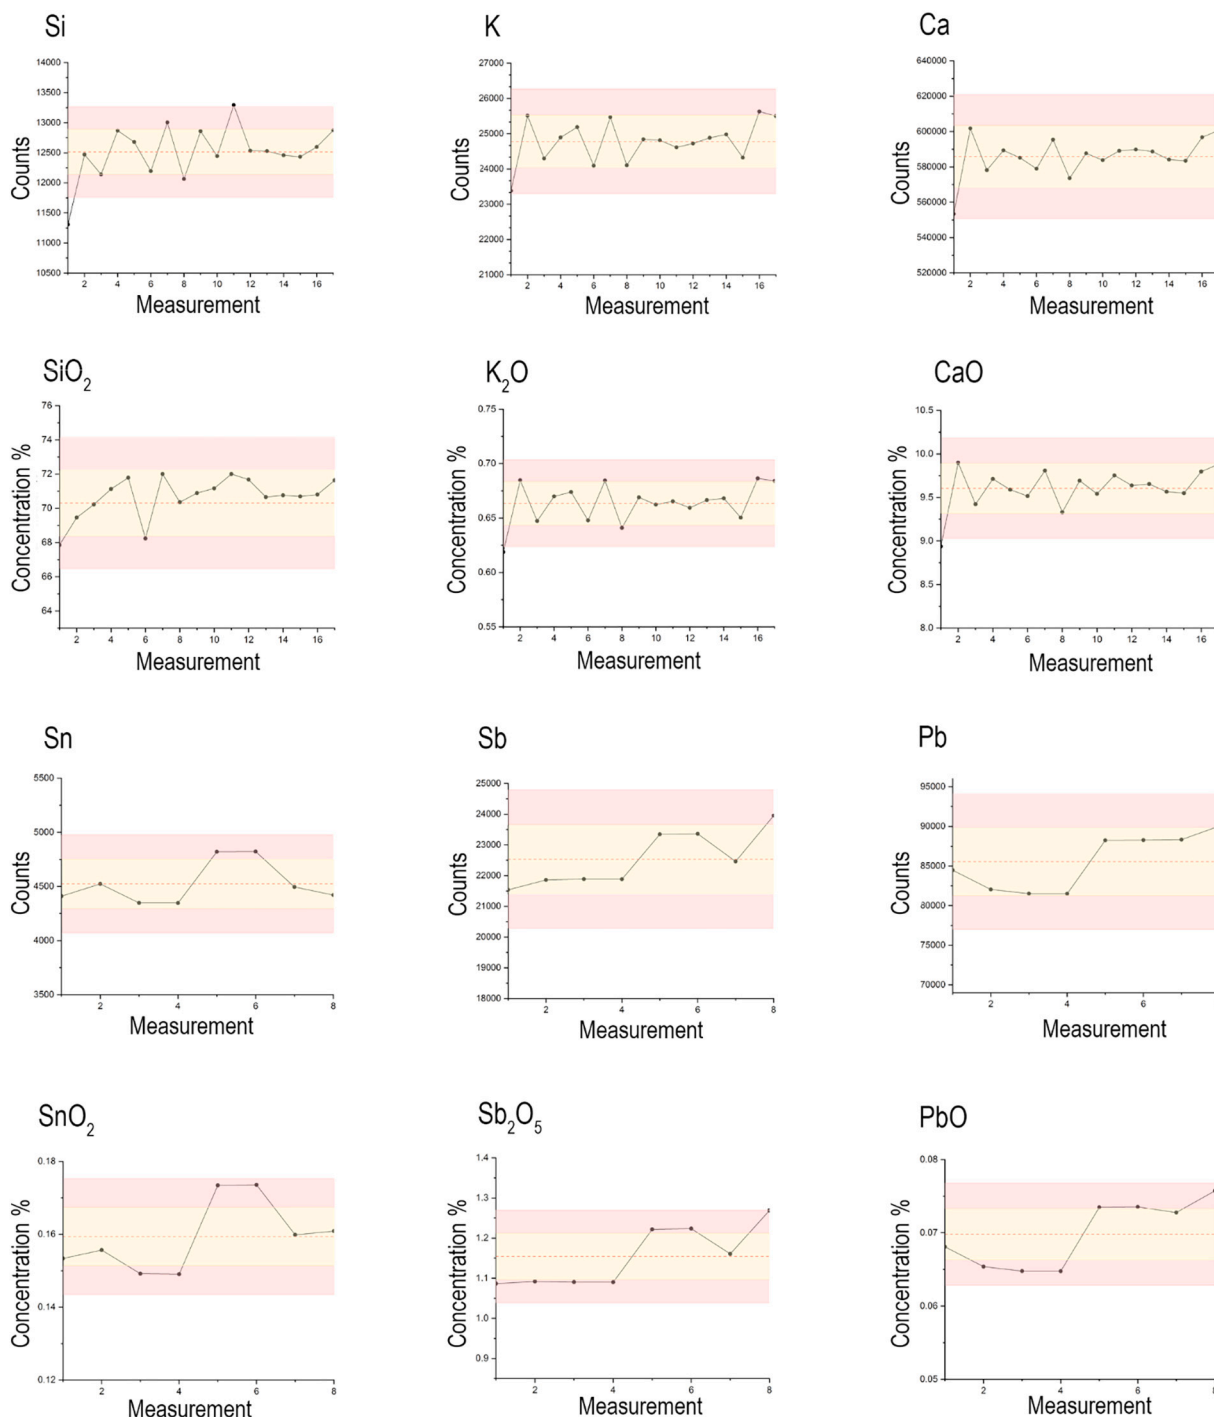 Si
K
Ca
14000
13500
13000
12500
12000
11500
11000
10500
Counts
2 4 6 8 10 12 14 16
Measurement
27000
26000
25000
24000
23000
22000
21000
Counts
2 4 6 8 10 12 14 16
Measurement
640000
620000
600000
580000
560000
540000
520000
Counts
2 4 6 8 10 12 14 16
Measurement
SiO2
K2O
CaO
76
74
72
70
68
66
64
Concentration %
2 4 6 8 10 12 14 16
Measurement
0.75
0.70
0.65
0.60
0.55
Concentration %
2 4 6 8 10 12 14 16
Measurement
10.5
10.0
9.5
9.0
8.5
8.0
Concentration %
2 4 6 8 10 12 14 16
Measurement
Sn
Sb
Pb
5500
5000
4500
4000
3500
Counts
2 4 6 8
Measurement
25000
24000
23000
22000
21000
20000
19000
18000
Counts
2 4 6 8
Measurement
95000
90000
85000
80000
75000
70000
Counts
2 4 6 8
Measurement
SnO2
Sb2O5
PbO
0.18
0.16
0.14
0.12
Concentration %
2 4 6 8
Measurement
1.4
1.3
1.2
1.1
1.0
0.9
Concentration %
2 4 6 8
Measurement
0.08
0.07
0.06
0.05
Concentration %
2 4 6 8
Measurement